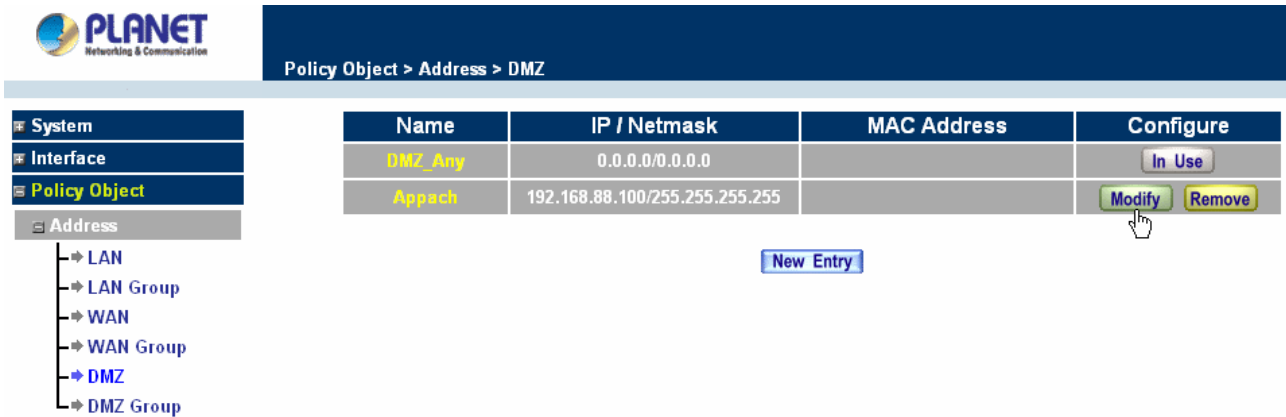 PLANET
Networking & Communication
Policy Object > Address > DMZ
System
Interface
Policy Object
Address
LAN
LAN Group
WAN
WAN Group
DMZ
DMZ Group
Name IP / Netmask MAC Address Configure
DMZ_Any 0.0.0.0/0.0.0.0 In Use
Appach 192.168.88.100/255.255.255.255 Modify Remove
New Entry